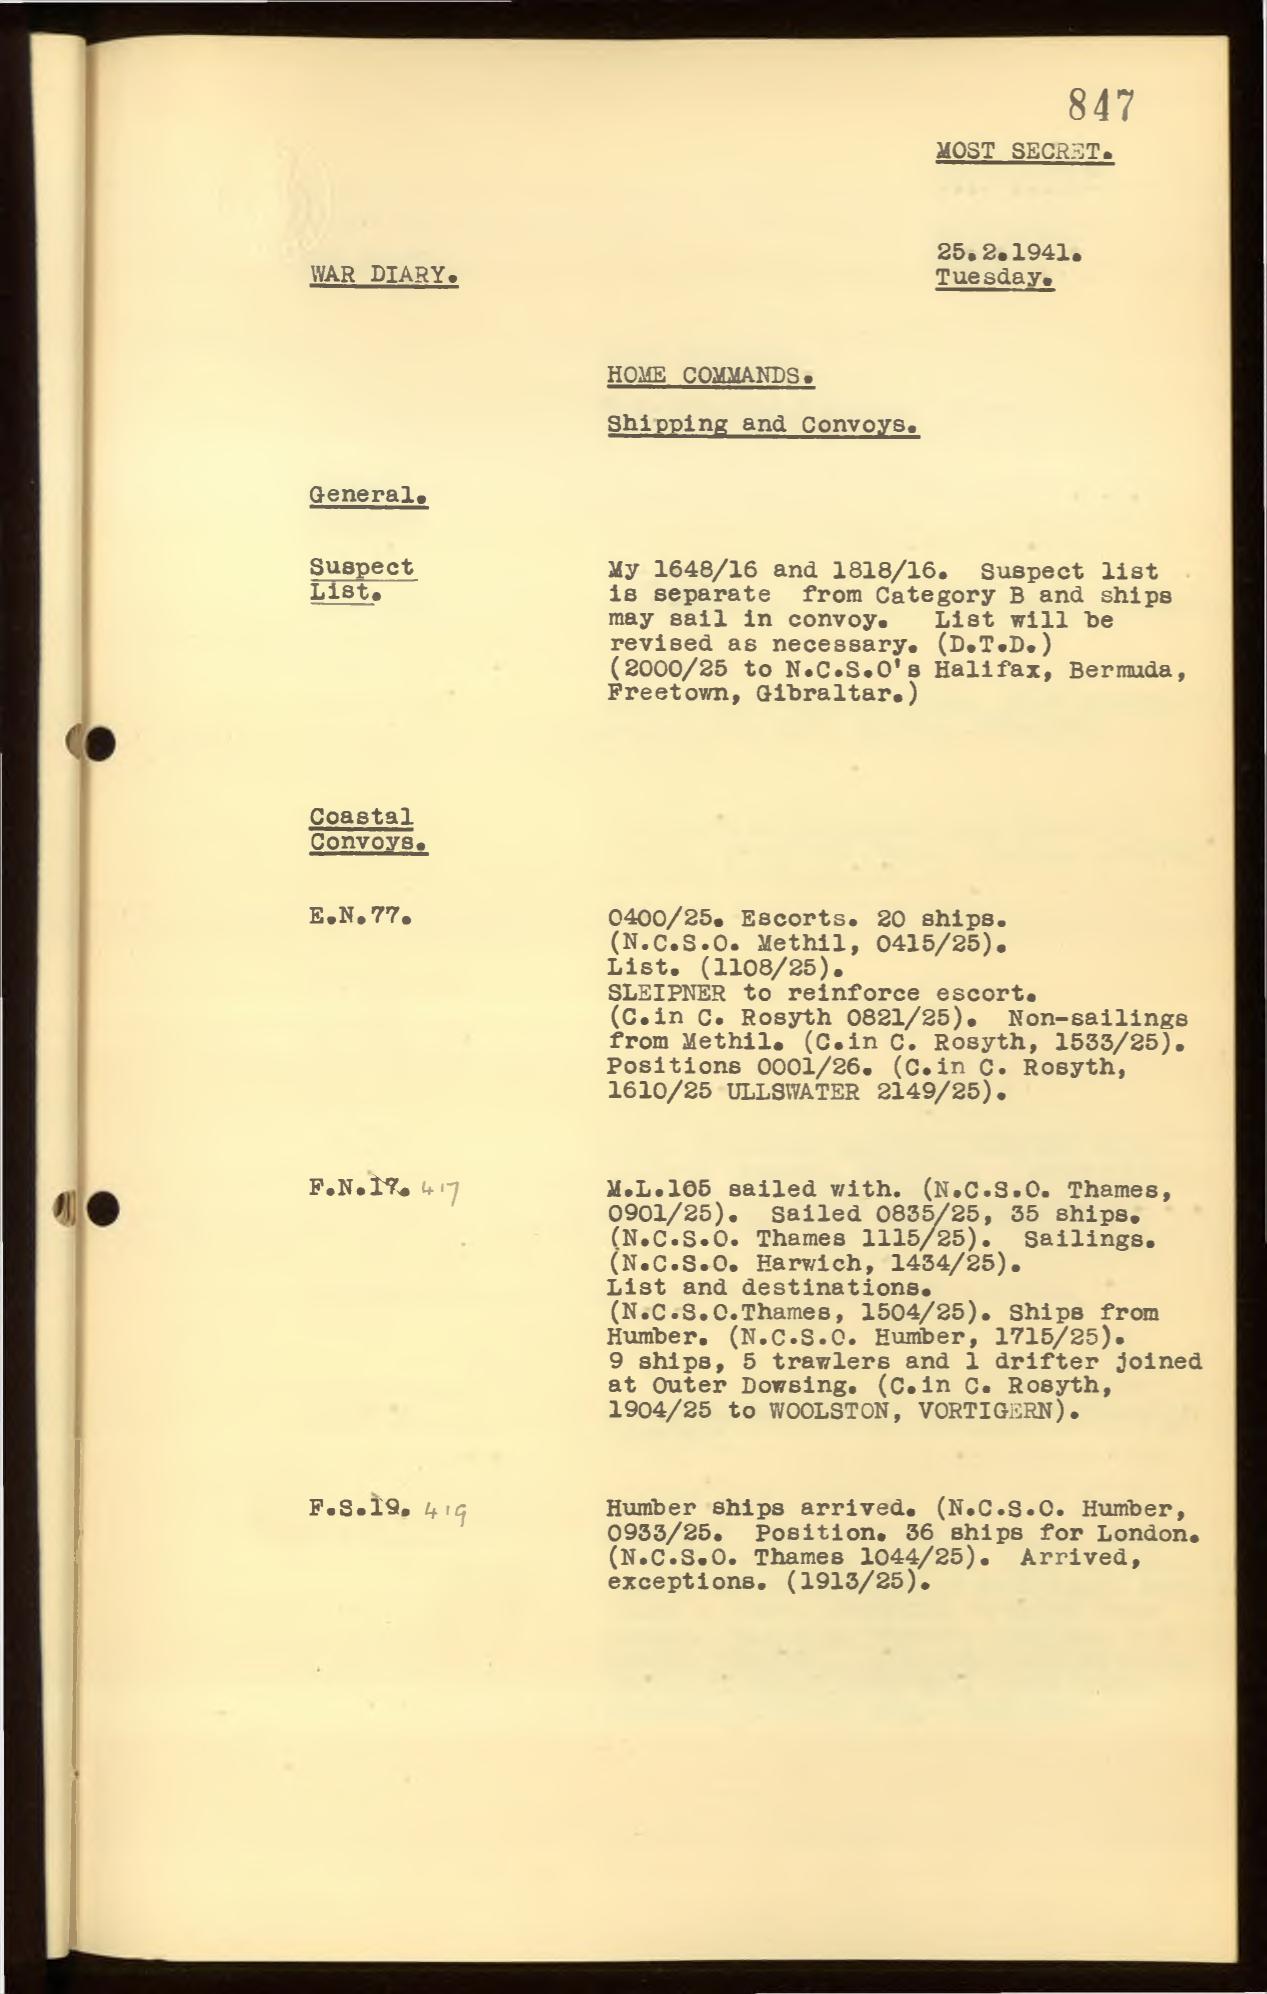 847
MOST SECRET.
25.2.1941.
WAR DIARY.
Tuesday.
HOME COMMANDS.
Shipping and Convoys.
General.
Suspect
List.
My 1648/16 and 1818/16. Suspect list
is separate from Category B and ships
may sail in convoy. List will be
revised as necessary. (D.T.D.)
(2000/25 to N.C.S.O's Halifax, Bermuda,
Freetown, Gibraltar.)
Coastal
Convoys.
E.N.77.
0400/25. Escorts. 20 ships.
(N.C.S.O. Methil, 0415/25).
List. (1108/25).
SLEIPNER to reinforce escort.
(C.in C. Rosyth 0821/25). Non-sailings
from Methil. (C.in C. Rosyth, 1533/25).
Positions 0001/26. (C.in C. Rosyth,
1610/25 ULLSWATER 2149/25).
F.N.17. 417
M.L.105 sailed with. (N.C.S.O. Thames,
0901/25). Sailed 0835/25, 35 ships.
(N.C.S.O. Thames 1115/25). Sailings.
(N.C.S.O. Harwich, 1434/25).
List and destinations.
(N.C.S.O.Thames, 1504/25). Ships from
Humber. (N.C.S.O. Humber, 1715/25).
9 ships, 5 trawlers and 1 drifter joined
at Outer Dowsing. (C.in C. Rosyth,
1904/25 to WOOLSTON, VORTIGERN).
F.S.19. 419
Humber ships arrived. (N.C.S.O. Humber,
0933/25. Position. 36 ships for London.
(N.C.S.O. Thames 1044/25). Arrived,
exceptions. (1913/25).